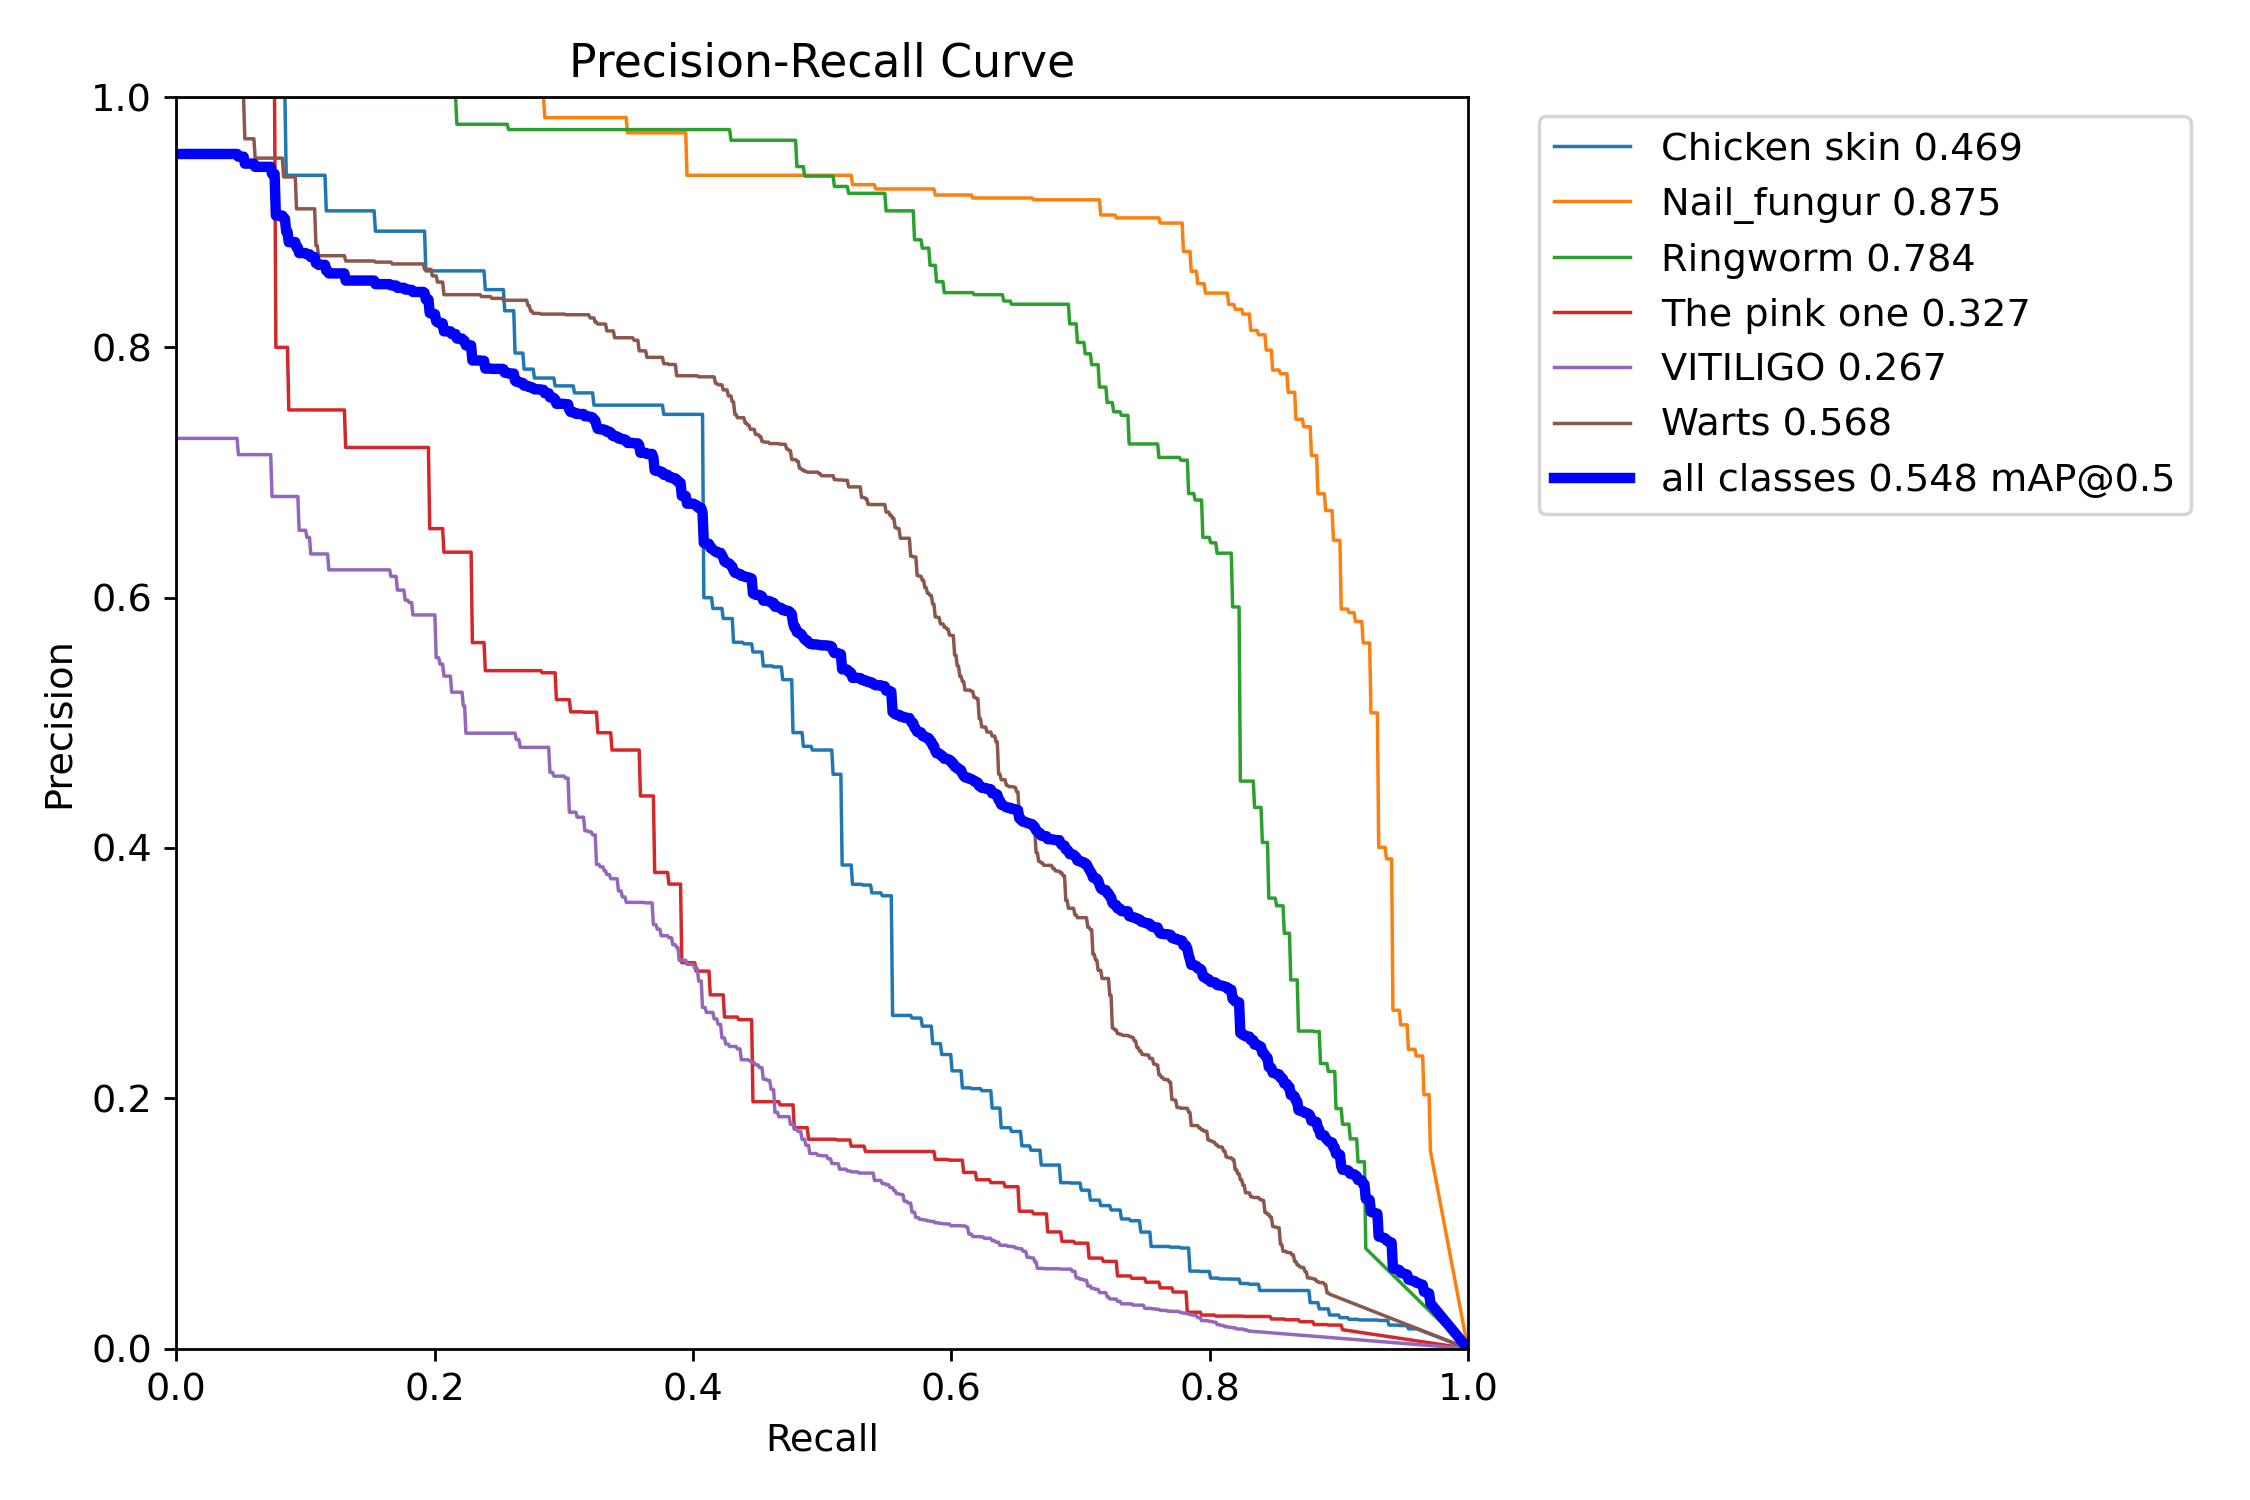 Precision-Recall Curve
1.0
0.8
0.6
0.4
0.2
0.0
Precision
0.0 0.2 0.4 0.6 0.8 1.0
Recall
Chicken skin 0.469
Nail_fungur 0.875
Ringworm 0.784
The pink one 0.327
VITILIGO 0.267
Warts 0.568
all classes 0.548 mAP@0.5